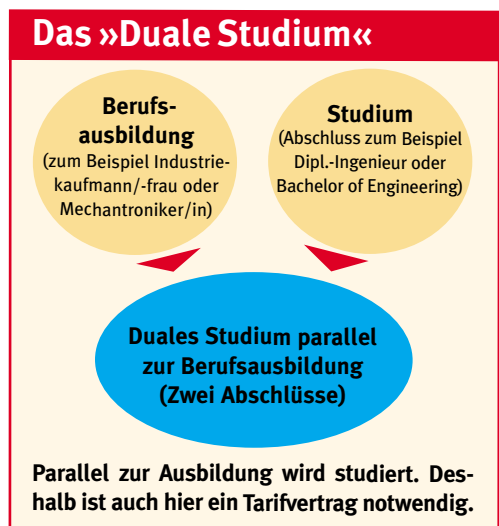 Das »Duale Studium«
Berufs-
ausbildung
(zum Beispiel Industrie-
kaufmann/-frau oder
Mechantroniker/in)
Studium
(Abschluss zum Beispiel
Dipl.-Ingenieur oder
Bachelor of Engineering)
Duales Studium parallel
zur Berufsausbildung
(Zwei Abschlüsse)
Parallel zur Ausbildung wird studiert. Des-
halb ist auch hier ein Tarifvertrag notwendig.